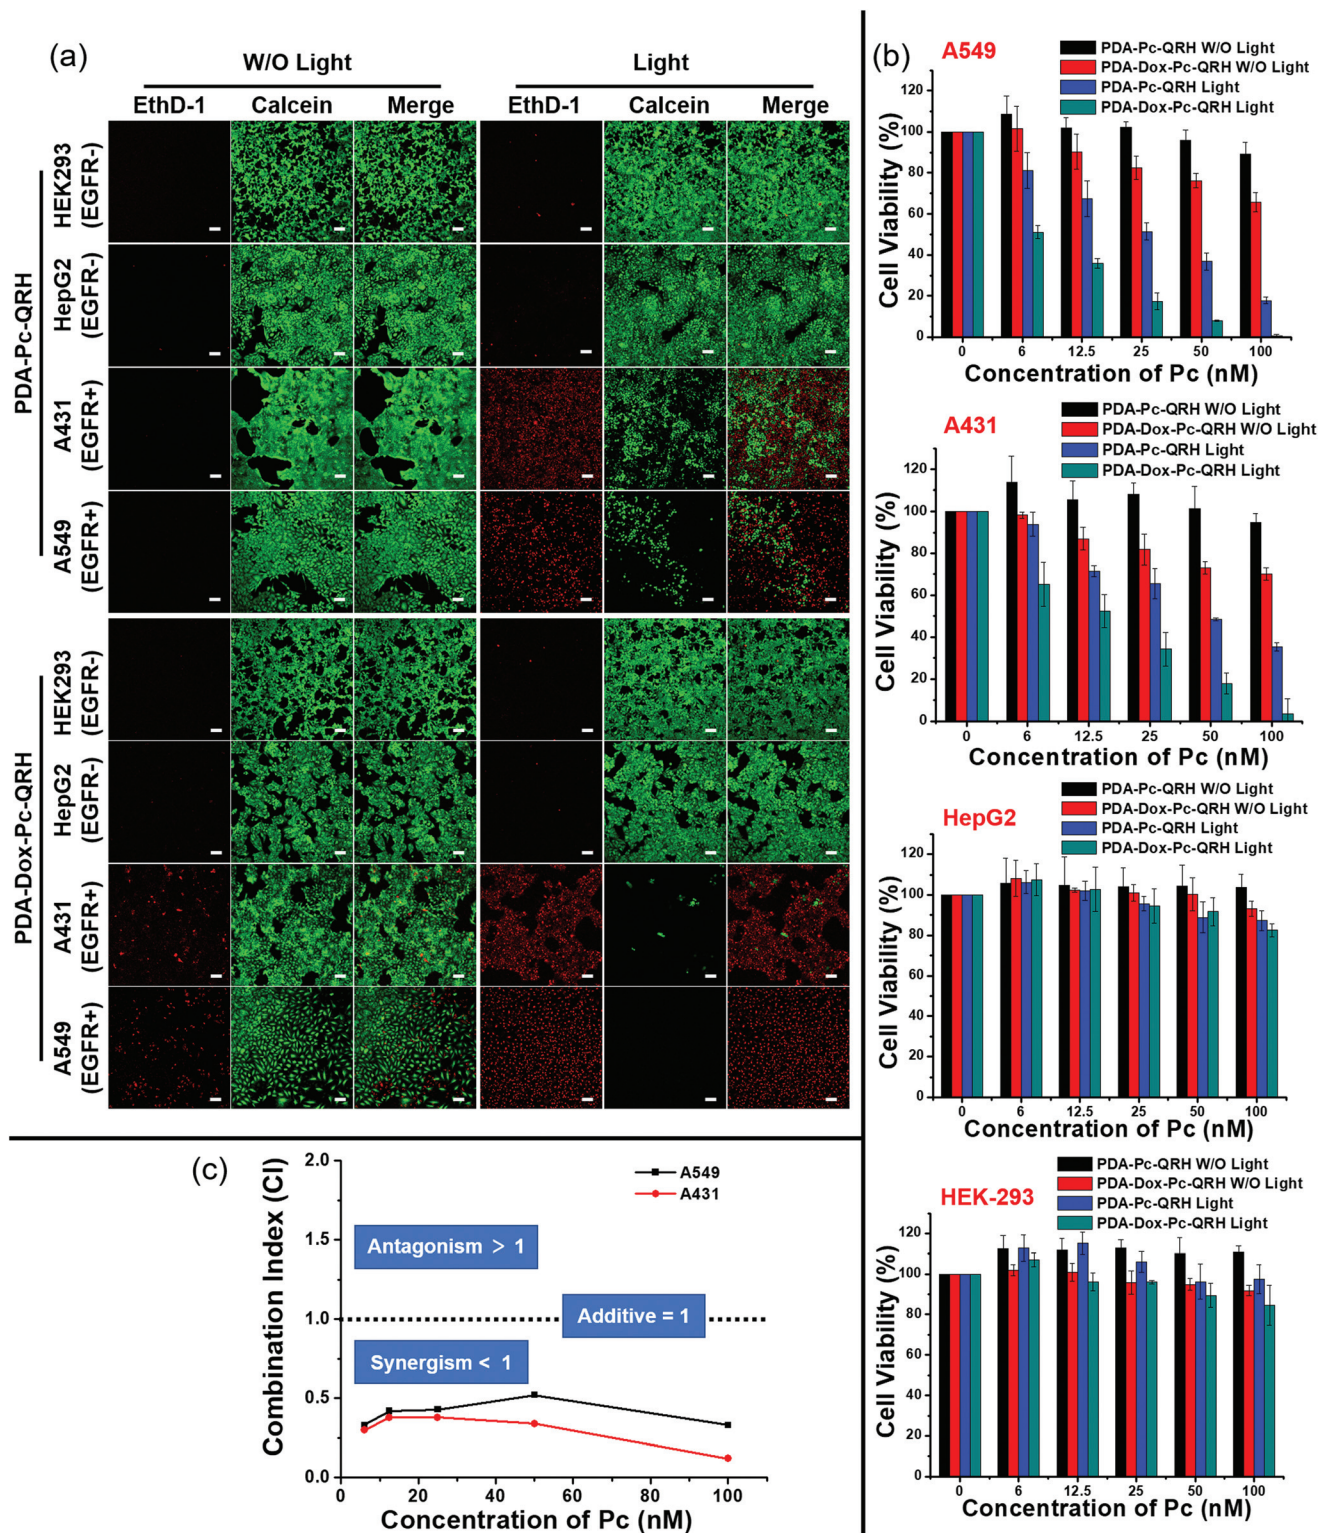 (a)
W/O Light
Light
EthD-1
Calcein
Merge
EthD-1
Calcein
Merge
PDA-Pc-QRH
HEK293
(EGFR-)
HepG2
(EGFR-)
A431
(EGFR+)
A549
(EGFR+)
PDA-Dox-Pc-QRH
HEK293
(EGFR-)
HepG2
(EGFR-)
A431
(EGFR+)
A549
(EGFR+)
(b)
A549
PDA-Pc-QRH W/O Light
PDA-Dox-Pc-QRH W/O Light
PDA-Pc-QRH Light
PDA-Dox-Pc-QRH Light
Cell Viability (%)
120
100
80
60
40
20
0
0 6 12.5 25 50 100
Concentration of Pc (nM)
A431
PDA-Pc-QRH W/O Light
PDA-Dox-Pc-QRH W/O Light
PDA-Pc-QRH Light
PDA-Dox-Pc-QRH Light
Cell Viability (%)
120
100
80
60
40
20
0
0 6 12.5 25 50 100
Concentration of Pc (nM)
HepG2
PDA-Pc-QRH W/O Light
PDA-Dox-Pc-QRH W/O Light
PDA-Pc-QRH Light
PDA-Dox-Pc-QRH Light
Cell Viability (%)
120
100
80
60
40
20
0
0 6 12.5 25 50 100
Concentration of Pc (nM)
HEK-293
PDA-Pc-QRH W/O Light
PDA-Dox-Pc-QRH W/O Light
PDA-Pc-QRH Light
PDA-Dox-Pc-QRH Light
Cell Viability (%)
120
100
80
60
40
20
0
0 6 12.5 25 50 100
Concentration of Pc (nM)
(c)
Combination Index (CI)
2.0
1.5
1.0
0.5
0.0
A549
A431
Antagonism > 1
Additive = 1
Synergism < 1
0 20 40 60 80 100
Concentration of Pc (nM)